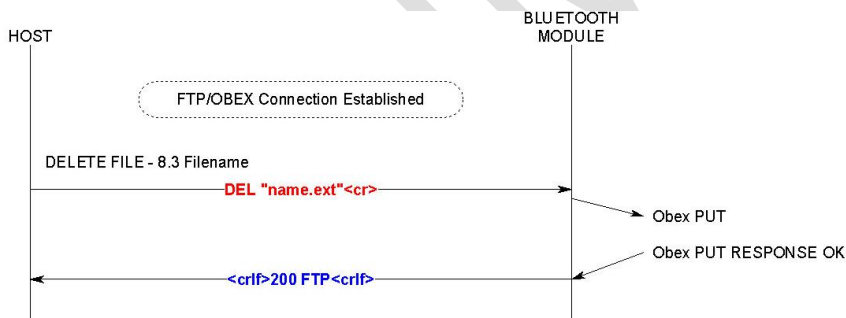 BLUETOOTH
HOST
MODULE
FTP/OBEX Connection Established
DELETE FILE - 8.3 Filename
DEL "name.ext"<cr>
Obex PUT
Obex PUT RESPONSE OK
<crlf>200 FTP<crlf>